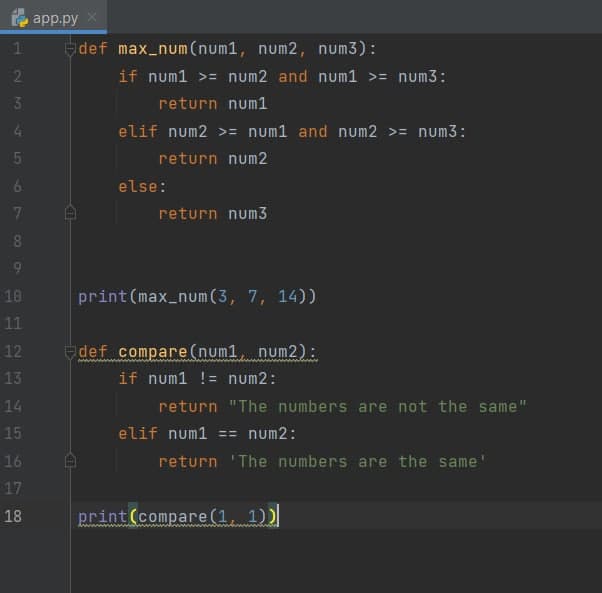 app.py
1 def max_num(num1, num2, num3):
2     if num1 >= num2 and num1 >= num3:
3         return num1
4     elif num2 >= num1 and num2 >= num3:
5         return num2
6     else:
7         return num3
8
9
10 print(max_num(3, 7, 14))
11
12 def compare(num1, num2):
13     if num1 != num2:
14         return "The numbers are not the same"
15     elif num1 == num2:
16         return 'The numbers are the same'
17
18 print(compare(1, 1))